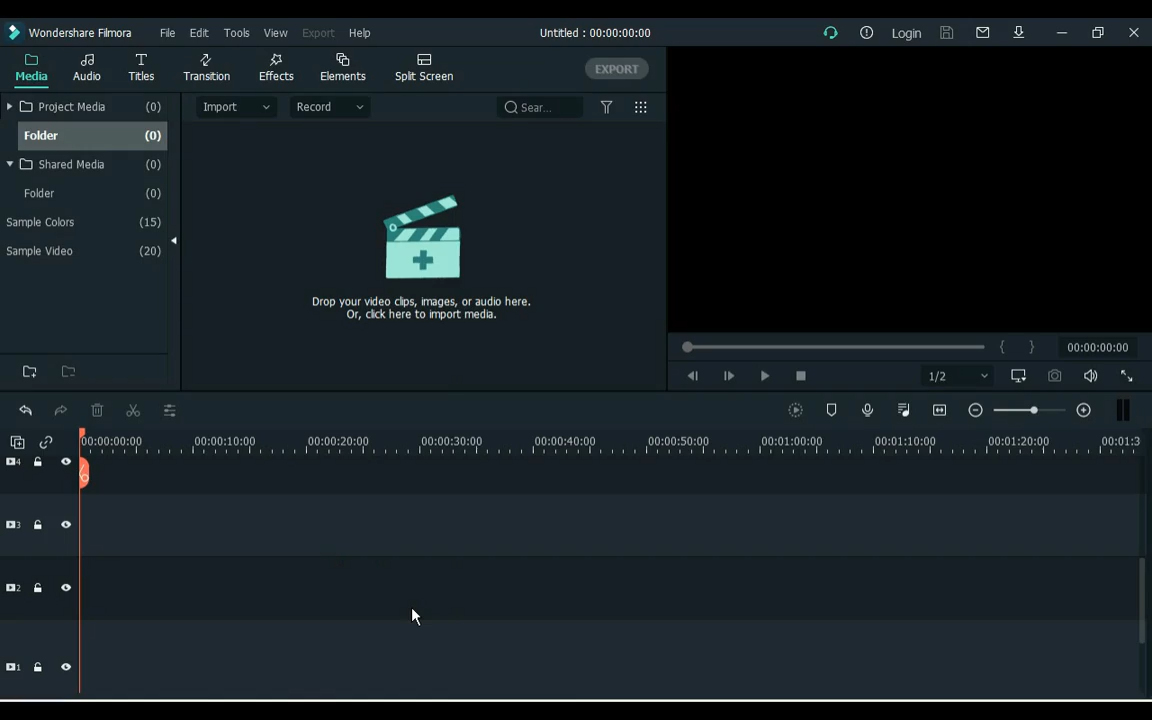 Wondershare Filmora File Edit Tools View Export Help Untitled : 00:00:00:00 Login
Media Audio Titles Transition Effects Elements Split Screen EXPORT
Project Media (0) Import Record Sear...
Folder (0)
Shared Media (0)
Folder (0)
Sample Colors (15)
Sample Video (20)
Drop your video clips, images, or audio here.
Or, click here to import media.
{ } 00:00:00:00
1/2
00:00:00:00 00:00:10:00 00:00:20:00 00:00:30:00 00:00:40:00 00:00:50:00 00:01:00:00 00:01:10:00 00:01:20:00 00:01:3
4
3
2
1